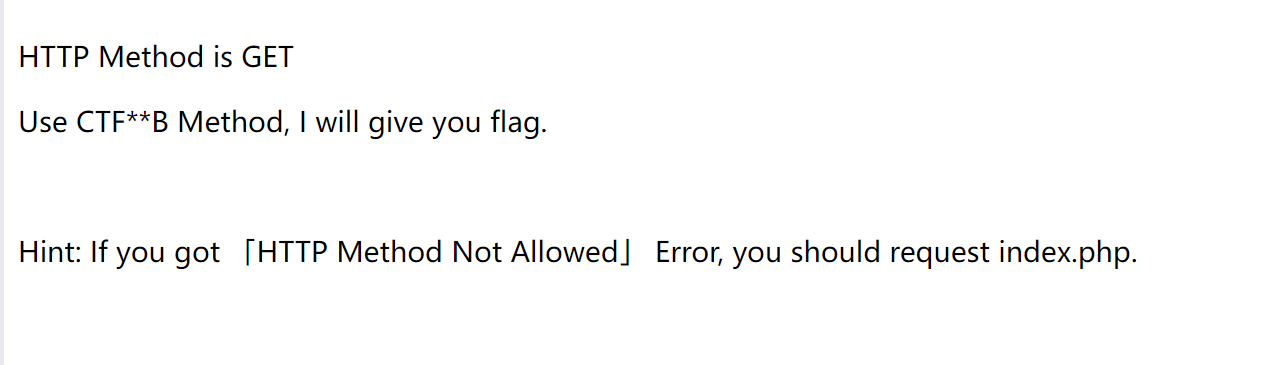 HTTP Method is GET
Use CTF**B Method, I will give you flag.
Hint: If you got 「HTTP Method Not Allowed」 Error, you should request index.php.